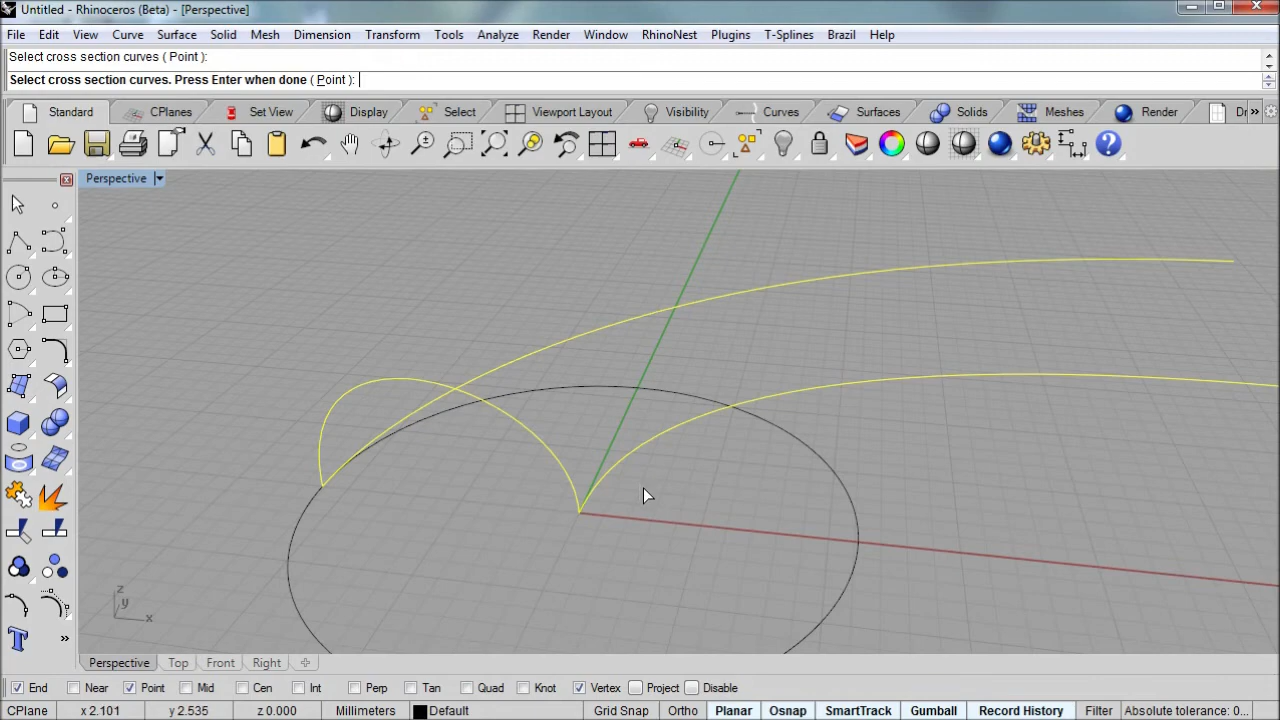 Untitled - Rhinoceros (Beta) - [Perspective]
File Edit View Curve Surface Solid Mesh Dimension Transform Tools Analyze Render Window RhinoNest Plugins T-Splines Brazil Help
Select cross section curves ( Point ):
Select cross section curves. Press Enter when done ( Point ):
Standard CPlanes Set View Display Select Viewport Layout Visibility Curves Surfaces Solids Meshes Render Dr
Perspective
z
y
x
Perspective Top Front Right
End Near Point Mid Cen Int Perp Tan Quad Knot Vertex Project Disable
CPlane x 2.101 y 2.535 z 0.000 Millimeters Default Grid Snap Ortho Planar Osnap SmartTrack Gumball Record History Filter Absolute tolerance: 0...